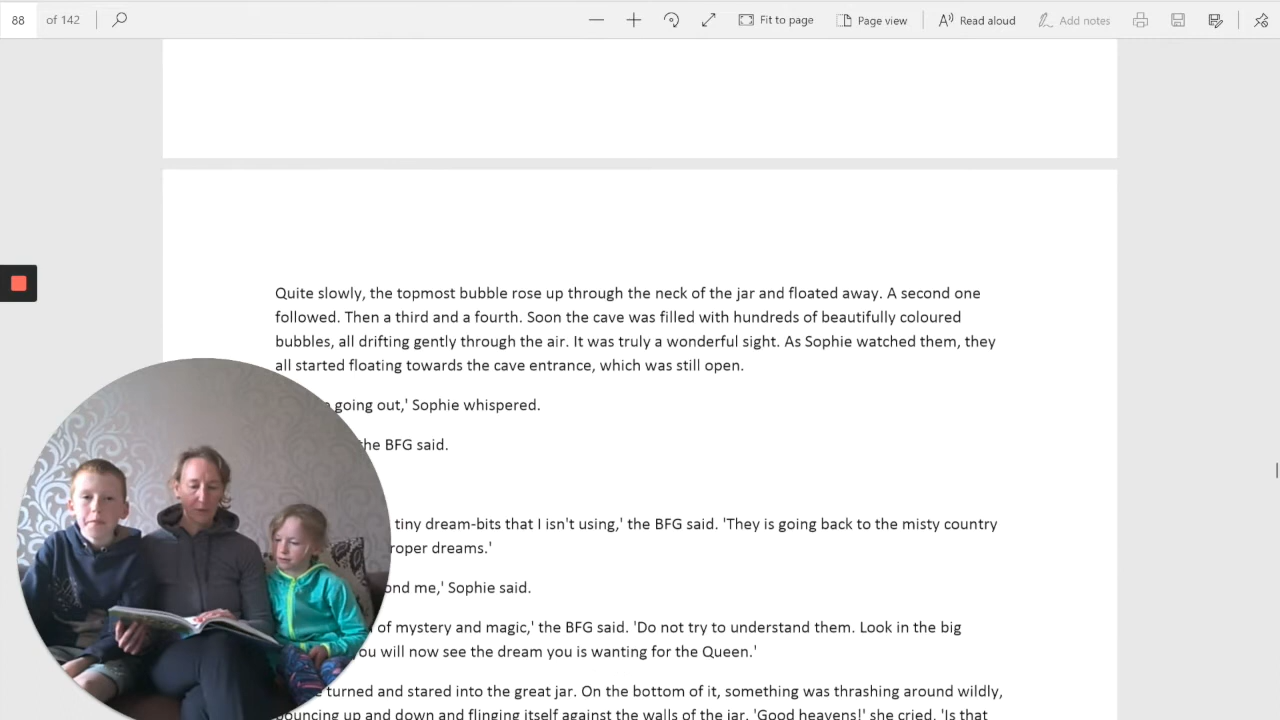 88 of 142 Fit to page Page view Read aloud Add notes
Quite slowly, the topmost bubble rose up through the neck of the jar and floated away. A second one
followed. Then a third and a fourth. Soon the cave was filled with hundreds of beautifully coloured
bubbles, all drifting gently through the air. It was truly a wonderful sight. As Sophie watched them, they
all started floating towards the cave entrance, which was still open.
going out,' Sophie whispered.
the BFG said.
tiny dream-bits that I isn't using,' the BFG said. 'They is going back to the misty country
roper dreams.'
ond me,' Sophie said.
of mystery and magic,' the BFG said. 'Do not try to understand them. Look in the big
you will now see the dream you is wanting for the Queen.'
turned and stared into the great jar. On the bottom of it, something was thrashing around wildly,
bouncing up and down and flinging itself against the walls of the jar. 'Good heavens!' she cried. 'Is that